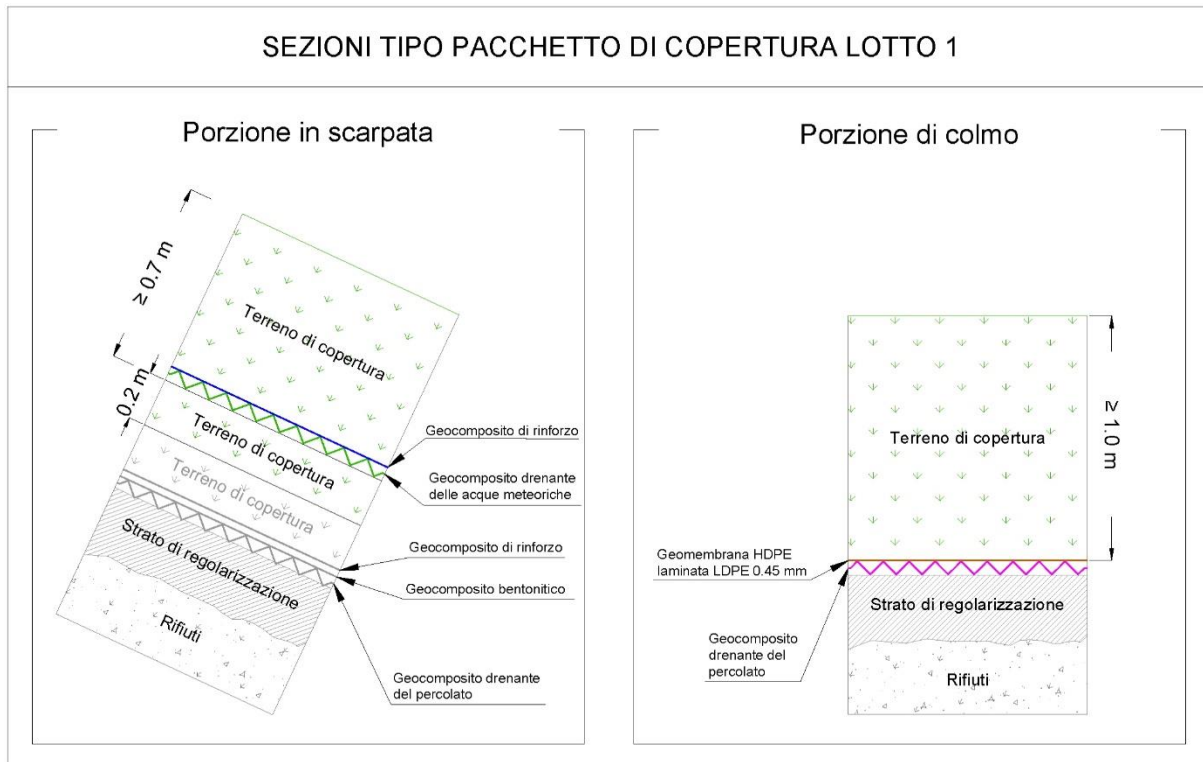 SEZIONI TIPO PACCHETTO DI COPERTURA LOTTO 1
Porzione in scarpata
≥ 0.7 m
0.2 m
Terreno di copertura
Terreno di copertura
Terreno di copertura
Strato di regolarizzazione
Rifiuti
Geocomposito di rinforzo
Geocomposito drenante
delle acque meteoriche
Geocomposito di rinforzo
Geocomposito bentonitico
Geocomposito drenante
del percolato
Porzione di colmo
Terreno di copertura
≥ 1.0 m
Geomembrana HDPE
laminata LDPE 0.45 mm
Strato di regolarizzazione
Geocomposito
drenante del
percolato
Rifiuti